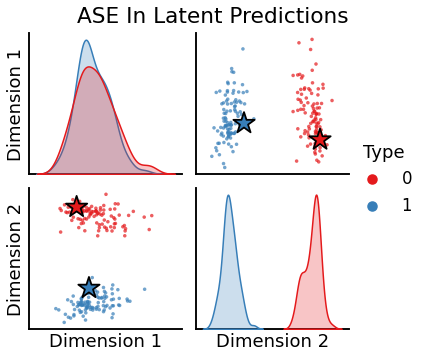 ASE In Latent Predictions
Dimension 1
Type
0
1
Dimension 2
Dimension 1
Dimension 2